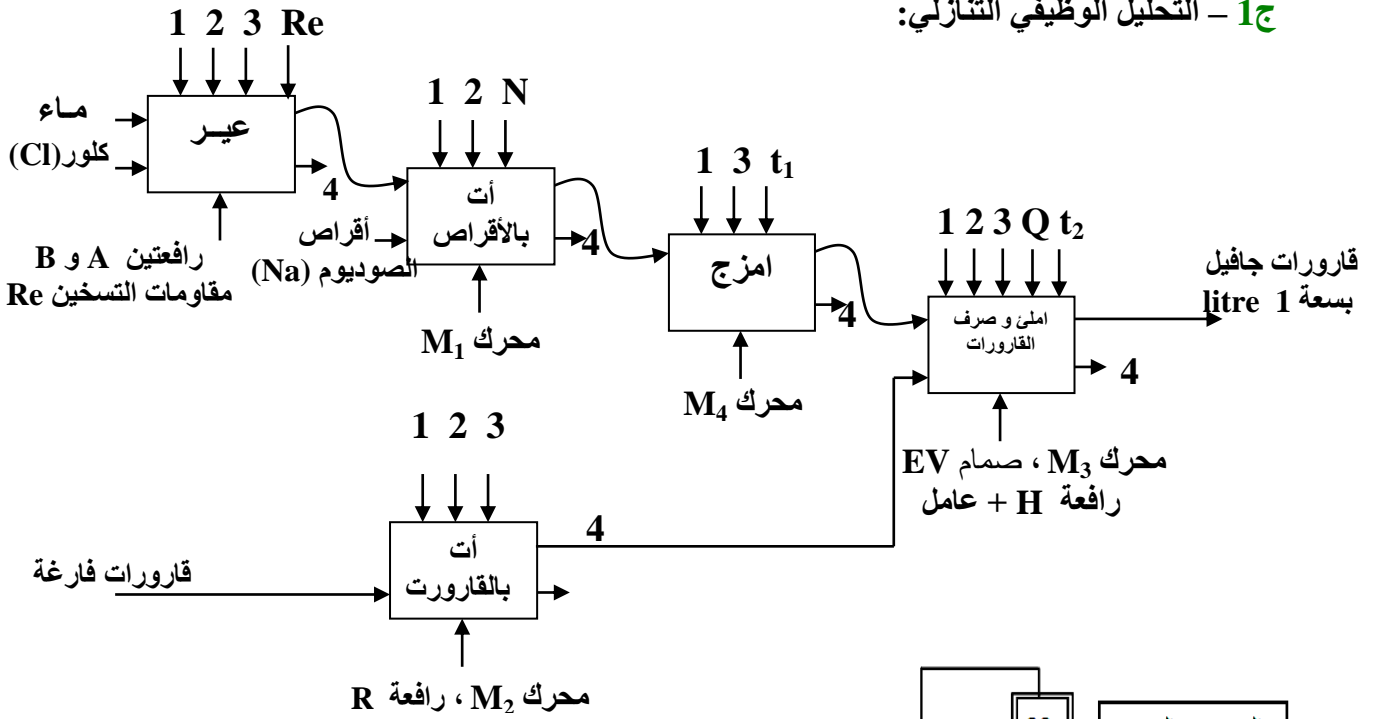 ج1 – التحليل الوظيفي التنازلي:
1 2 3 Re
مـاء
كلور(Cl)
عيـر
4
رافعتين A و B
مقاومات التسخين Re
1 2 N
أت
بالأقراص
أقراص
الصوديوم (Na)
4
محرك M1
1 3 t1
امزج
4
محرك M4
1 2 3 Q t2
املئ و صرف
القارورات
قارورات جافيل
بسعة 1 litre
4
محرك M3 ، صمام EV
رافعة H + عامل
1 2 3
أت
بالقارورت
4
قارورات فارغة
محرك M2 ، رافعة R